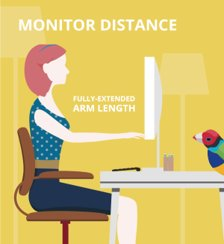 MONITOR DISTANCE
FULLY-EXTENDED
ARM LENGTH